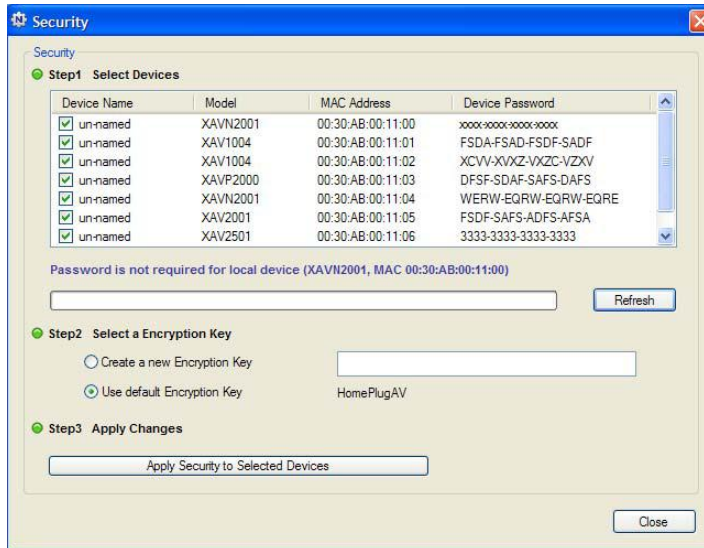 Security
Security
Step1 Select Devices
Device Name Model MAC Address Device Password
un-named XAVN2001 00:30:AB:00:11:00 xxxx-xxxx-xxxx-xxxx
un-named XAV1004 00:30:AB:00:11:01 FSDA-FSAD-FSDF-SADF
un-named XAV1004 00:30:AB:00:11:02 XCVV-XVXZ-VXZC-VZXV
un-named XAVP2000 00:30:AB:00:11:03 DFSF-SDAF-SAFS-DAFS
un-named XAVN2001 00:30:AB:00:11:04 WERW-EQRW-EQRW-EQRE
un-named XAV2001 00:30:AB:00:11:05 FSDF-SAFS-ADFS-AFSA
un-named XAV2501 00:30:AB:00:11:06 3333-3333-3333-3333
Password is not required for local device (XAVN2001, MAC 00:30:AB:00:11:00)
Refresh
Step2 Select a Encryption Key
Create a new Encryption Key
Use default Encryption Key HomePlugAV
Step3 Apply Changes
Apply Security to Selected Devices
Close